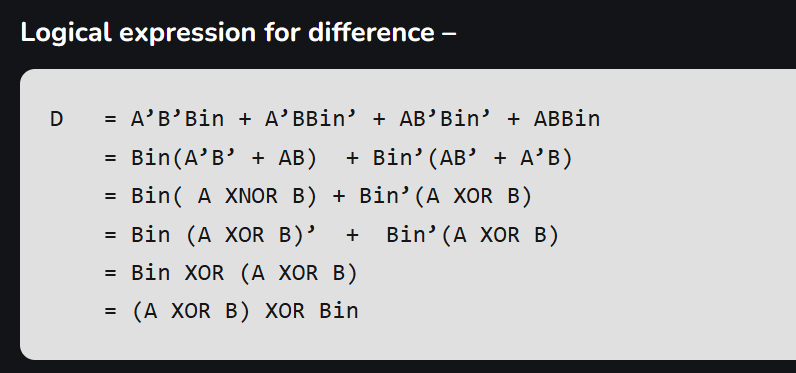 Logical expression for difference –
D = A’B’Bin + A’BBin’ + AB’Bin’ + ABBin
= Bin(A’B’ + AB) + Bin’(AB’ + A’B)
= Bin( A XNOR B) + Bin’(A XOR B)
= Bin (A XOR B)’ + Bin’(A XOR B)
= Bin XOR (A XOR B)
= (A XOR B) XOR Bin